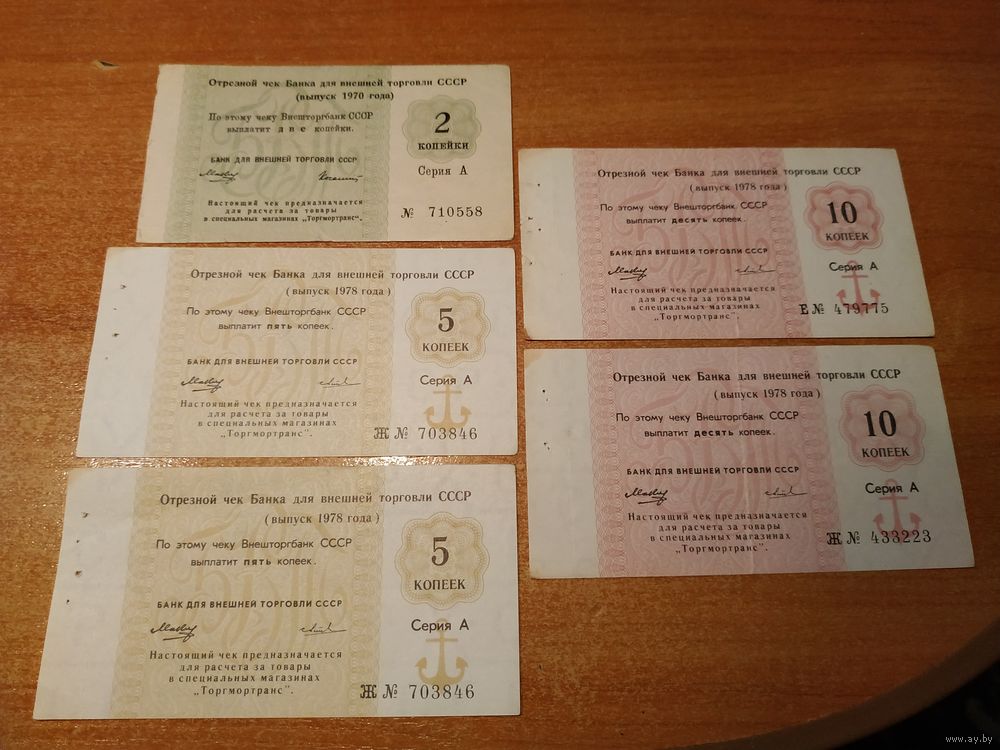 Отрезной чек Банка для внешней торговли СССР
(выпуск 1970 года)
По этому чеку Внешторгбанк СССР
выплатит две копейки.
2
КОПЕЙКИ
БАНК ДЛЯ ВНЕШНЕЙ ТОРГОВЛИ СССР
Серия А
Настоящий чек предназначается
для расчета за товары
в специальных магазинах „Торгмортранс“.
№ 710558
Отрезной чек Банка для внешней торговли СССР
(выпуск 1978 года)
По этому чеку Внешторгбанк СССР
выплатит пять копеек.
5
КОПЕЕК
БАНК ДЛЯ ВНЕШНЕЙ ТОРГОВЛИ СССР
Серия А
Настоящий чек предназначается
для расчета за товары
в специальных магазинах
„Торгмортранс“.
Ж № 703846
Отрезной чек Банка для внешней торговли СССР
(выпуск 1978 года)
По этому чеку Внешторгбанк СССР
выплатит пять копеек.
5
КОПЕЕК
БАНК ДЛЯ ВНЕШНЕЙ ТОРГОВЛИ СССР
Серия А
Настоящий чек предназначается
для расчета за товары
в специальных магазинах
„Торгмортранс“.
Ж № 703846
Отрезной чек Банка для внешней торговли СССР
(выпуск 1978 года)
По этому чеку Внешторгбанк СССР
выплатит десять копеек.
10
КОПЕЕК
БАНК ДЛЯ ВНЕШНЕЙ ТОРГОВЛИ СССР
Серия А
Настоящий чек предназначается
для расчета за товары
в специальных магазинах
„Торгмортранс“.
Е № 479775
Отрезной чек Банка для внешней торговли СССР
(выпуск 1978 года)
По этому чеку Внешторгбанк СССР
выплатит десять копеек.
10
КОПЕЕК
БАНК ДЛЯ ВНЕШНЕЙ ТОРГОВЛИ СССР
Серия А
Настоящий чек предназначается
для расчета за товары
в специальных магазинах
„Торгмортранс“.
Ж № 433223
www.ay.by